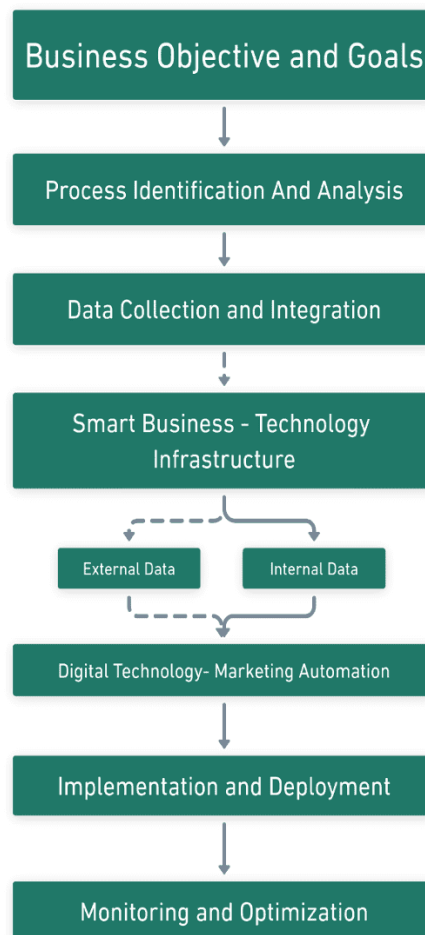 Business Objective and Goals
Process Identification And Analysis
Data Collection and Integration
Smart Business - Technology
Infrastructure
External Data
Internal Data
Digital Technology- Marketing Automation
Implementation and Deployment
Monitoring and Optimization